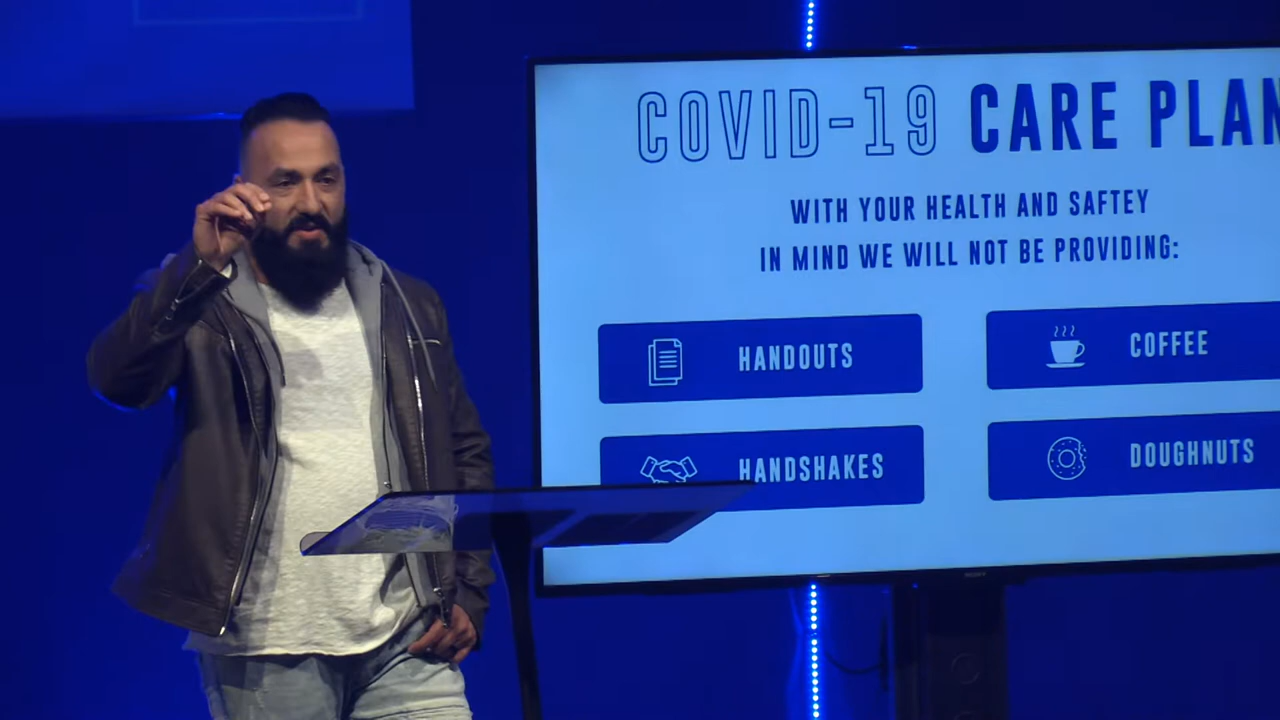 COVID-19 CARE PLAN
WITH YOUR HEALTH AND SAFTEY
IN MIND WE WILL NOT BE PROVIDING:
HANDOUTS
COFFEE
HANDSHAKES
DOUGHNUTS
SONY